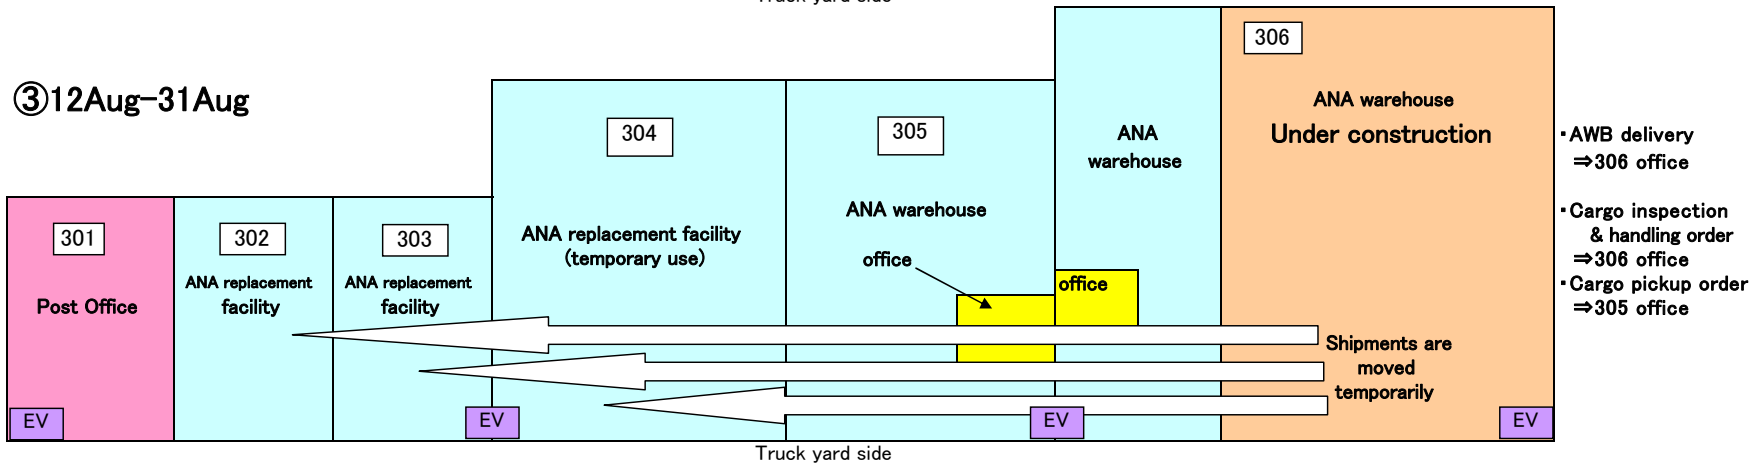 Truck yard side
③12Aug-31Aug
301
Post Office
EV
302
ANA replacement
facility
303
ANA replacement
facility
EV
304
ANA replacement facility
(temporary use)
305
ANA warehouse
office
ANA
warehouse
office
EV
306
ANA warehouse
Under construction
Shipments are
moved
temporarily
EV
・AWB delivery
⇒306 office
・Cargo inspection
& handling order
⇒306 office
・Cargo pickup order
⇒305 office
Truck yard side